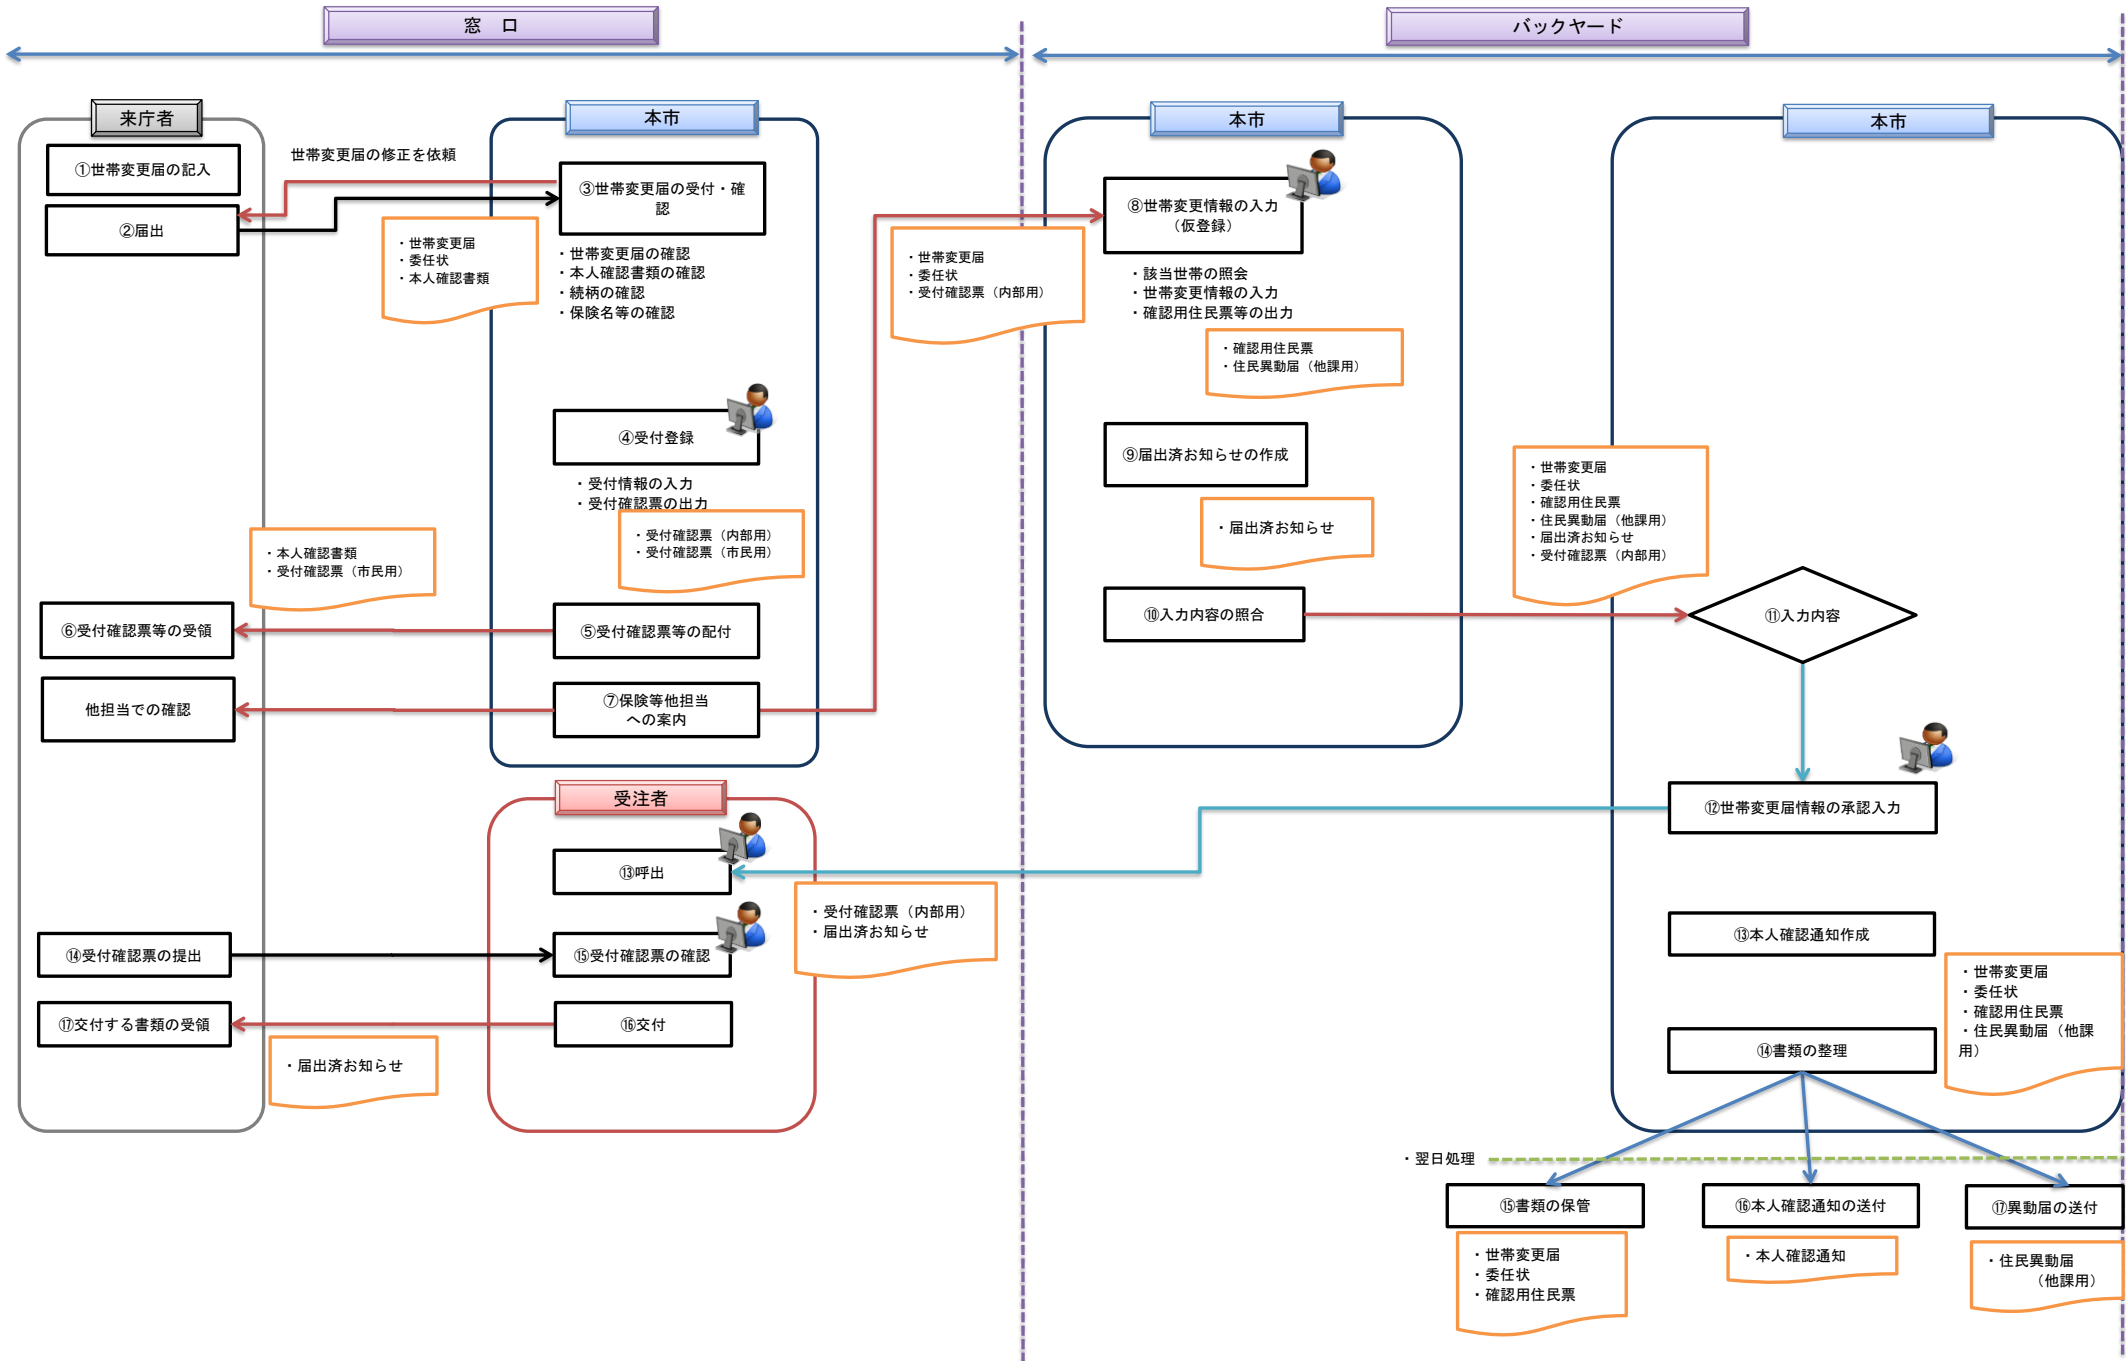 窓　口
バックヤード
来庁者
①世帯変更届の記入
②届出
世帯変更届の修正を依頼
・世帯変更届
・委任状
・本人確認書類
本市
③世帯変更届の受付・確
認
・世帯変更届の確認
・本人確認書類の確認
・続柄の確認
・保険名等の確認
④受付登録
・受付情報の入力
・受付確認票の出力
・受付確認票（内部用）
・受付確認票（市民用）
・本人確認書類
・受付確認票（市民用）
⑤受付確認票等の配付
⑥受付確認票等の受領
⑦保険等他担当
への案内
他担当での確認
・世帯変更届
・委任状
・受付確認票（内部用）
本市
⑧世帯変更情報の入力
（仮登録）
・該当世帯の照会
・世帯変更情報の入力
・確認用住民票等の出力
・確認用住民票
・住民異動届（他課用）
⑨届出済お知らせの作成
・届出済お知らせ
⑩入力内容の照合
本市
・世帯変更届
・委任状
・確認用住民票
・住民異動届（他課用）
・届出済お知らせ
・受付確認票（内部用）
⑪入力内容
⑫世帯変更届情報の承認入力
受注者
⑬呼出
・受付確認票（内部用）
・届出済お知らせ
⑭受付確認票の提出
⑮受付確認票の確認
⑯交付
⑰交付する書類の受領
・届出済お知らせ
⑬本人確認通知作成
・世帯変更届
・委任状
・確認用住民票
・住民異動届（他課
用）
⑭書類の整理
・翌日処理
⑮書類の保管
・世帯変更届
・委任状
・確認用住民票
⑯本人確認通知の送付
・本人確認通知
⑰異動届の送付
・住民異動届
（他課用）